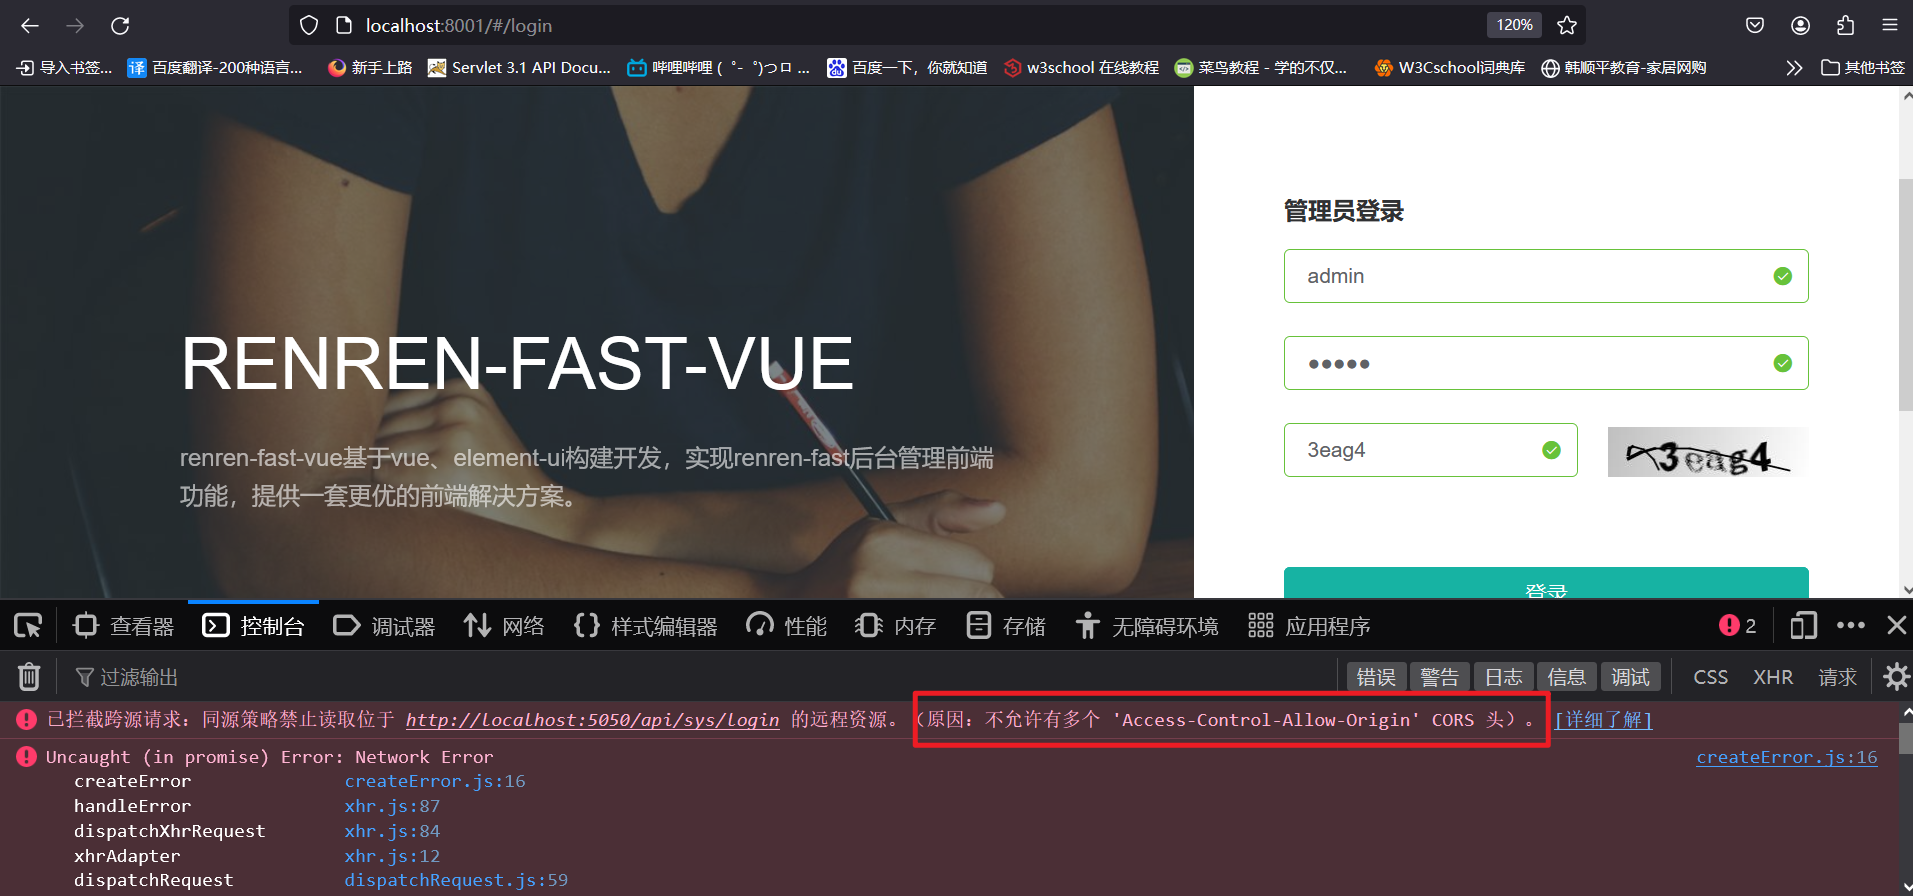 localhost:8001/#/login
120%
导入书签...
译 百度翻译-200种语言...
新手上路
Servlet 3.1 API Docu...
哔哩哔哩 ( ゜- ゜)つロ ...
百度一下，你就知道
w3school 在线教程
菜鸟教程 - 学的不仅...
W3Cschool词典库
韩顺平教育-家居网购
其他书签
RENREN-FAST-VUE
renren-fast-vue基于vue、element-ui构建开发，实现renren-fast后台管理前端
功能，提供一套更优的前端解决方案。
管理员登录
admin
3eag4
3eag4
登录
查看器
控制台
调试器
网络
样式编辑器
性能
内存
存储
无障碍环境
应用程序
2
过滤输出
错误
警告
日志
信息
调试
CSS
XHR
请求
已拦截跨源请求：同源策略禁止读取位于 http://localhost:5050/api/sys/login 的远程资源。（原因：不允许有多个 'Access-Control-Allow-Origin' CORS 头）。 [详细了解]
Uncaught (in promise) Error: Network Error
createError.js:16
createError createError.js:16
handleError xhr.js:87
dispatchXhrRequest xhr.js:84
xhrAdapter xhr.js:12
dispatchRequest dispatchRequest.js:59